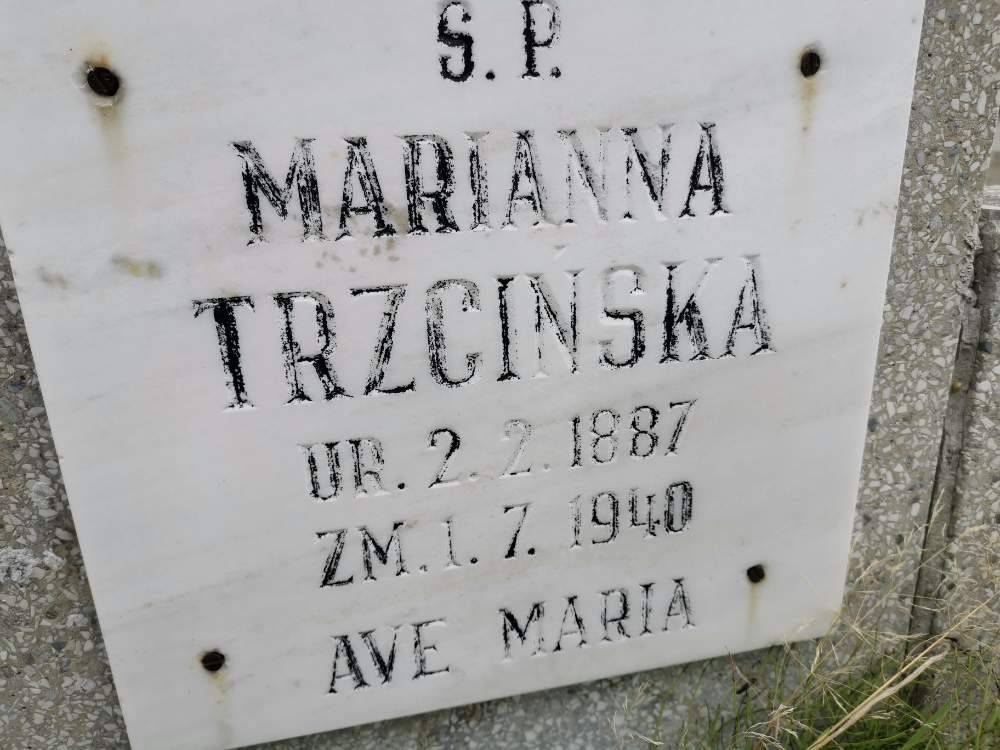 S.P.
MARIANNA
TRZCIŃSKA
UR. 2. 2. 1887
ZM. 1. 7. 1940
AVE MARIA